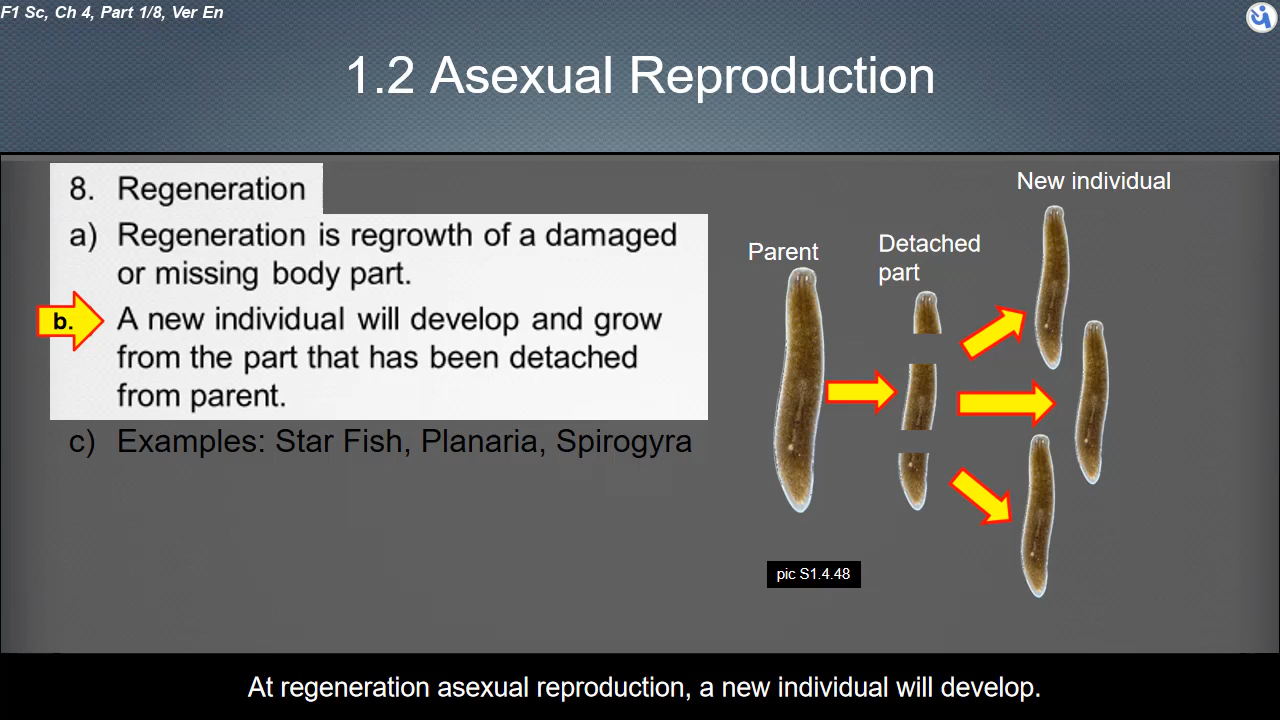 F1 Sc, Ch 4, Part 1/8, Ver En
1.2 Asexual Reproduction
8. Regeneration
a) Regeneration is regrowth of a damaged
or missing body part.
b. A new individual will develop and grow
from the part that has been detached
from parent.
c) Examples: Star Fish, Planaria, Spirogyra
Parent
Detached
part
New individual
pic S1.4.48
At regeneration asexual reproduction, a new individual will develop.